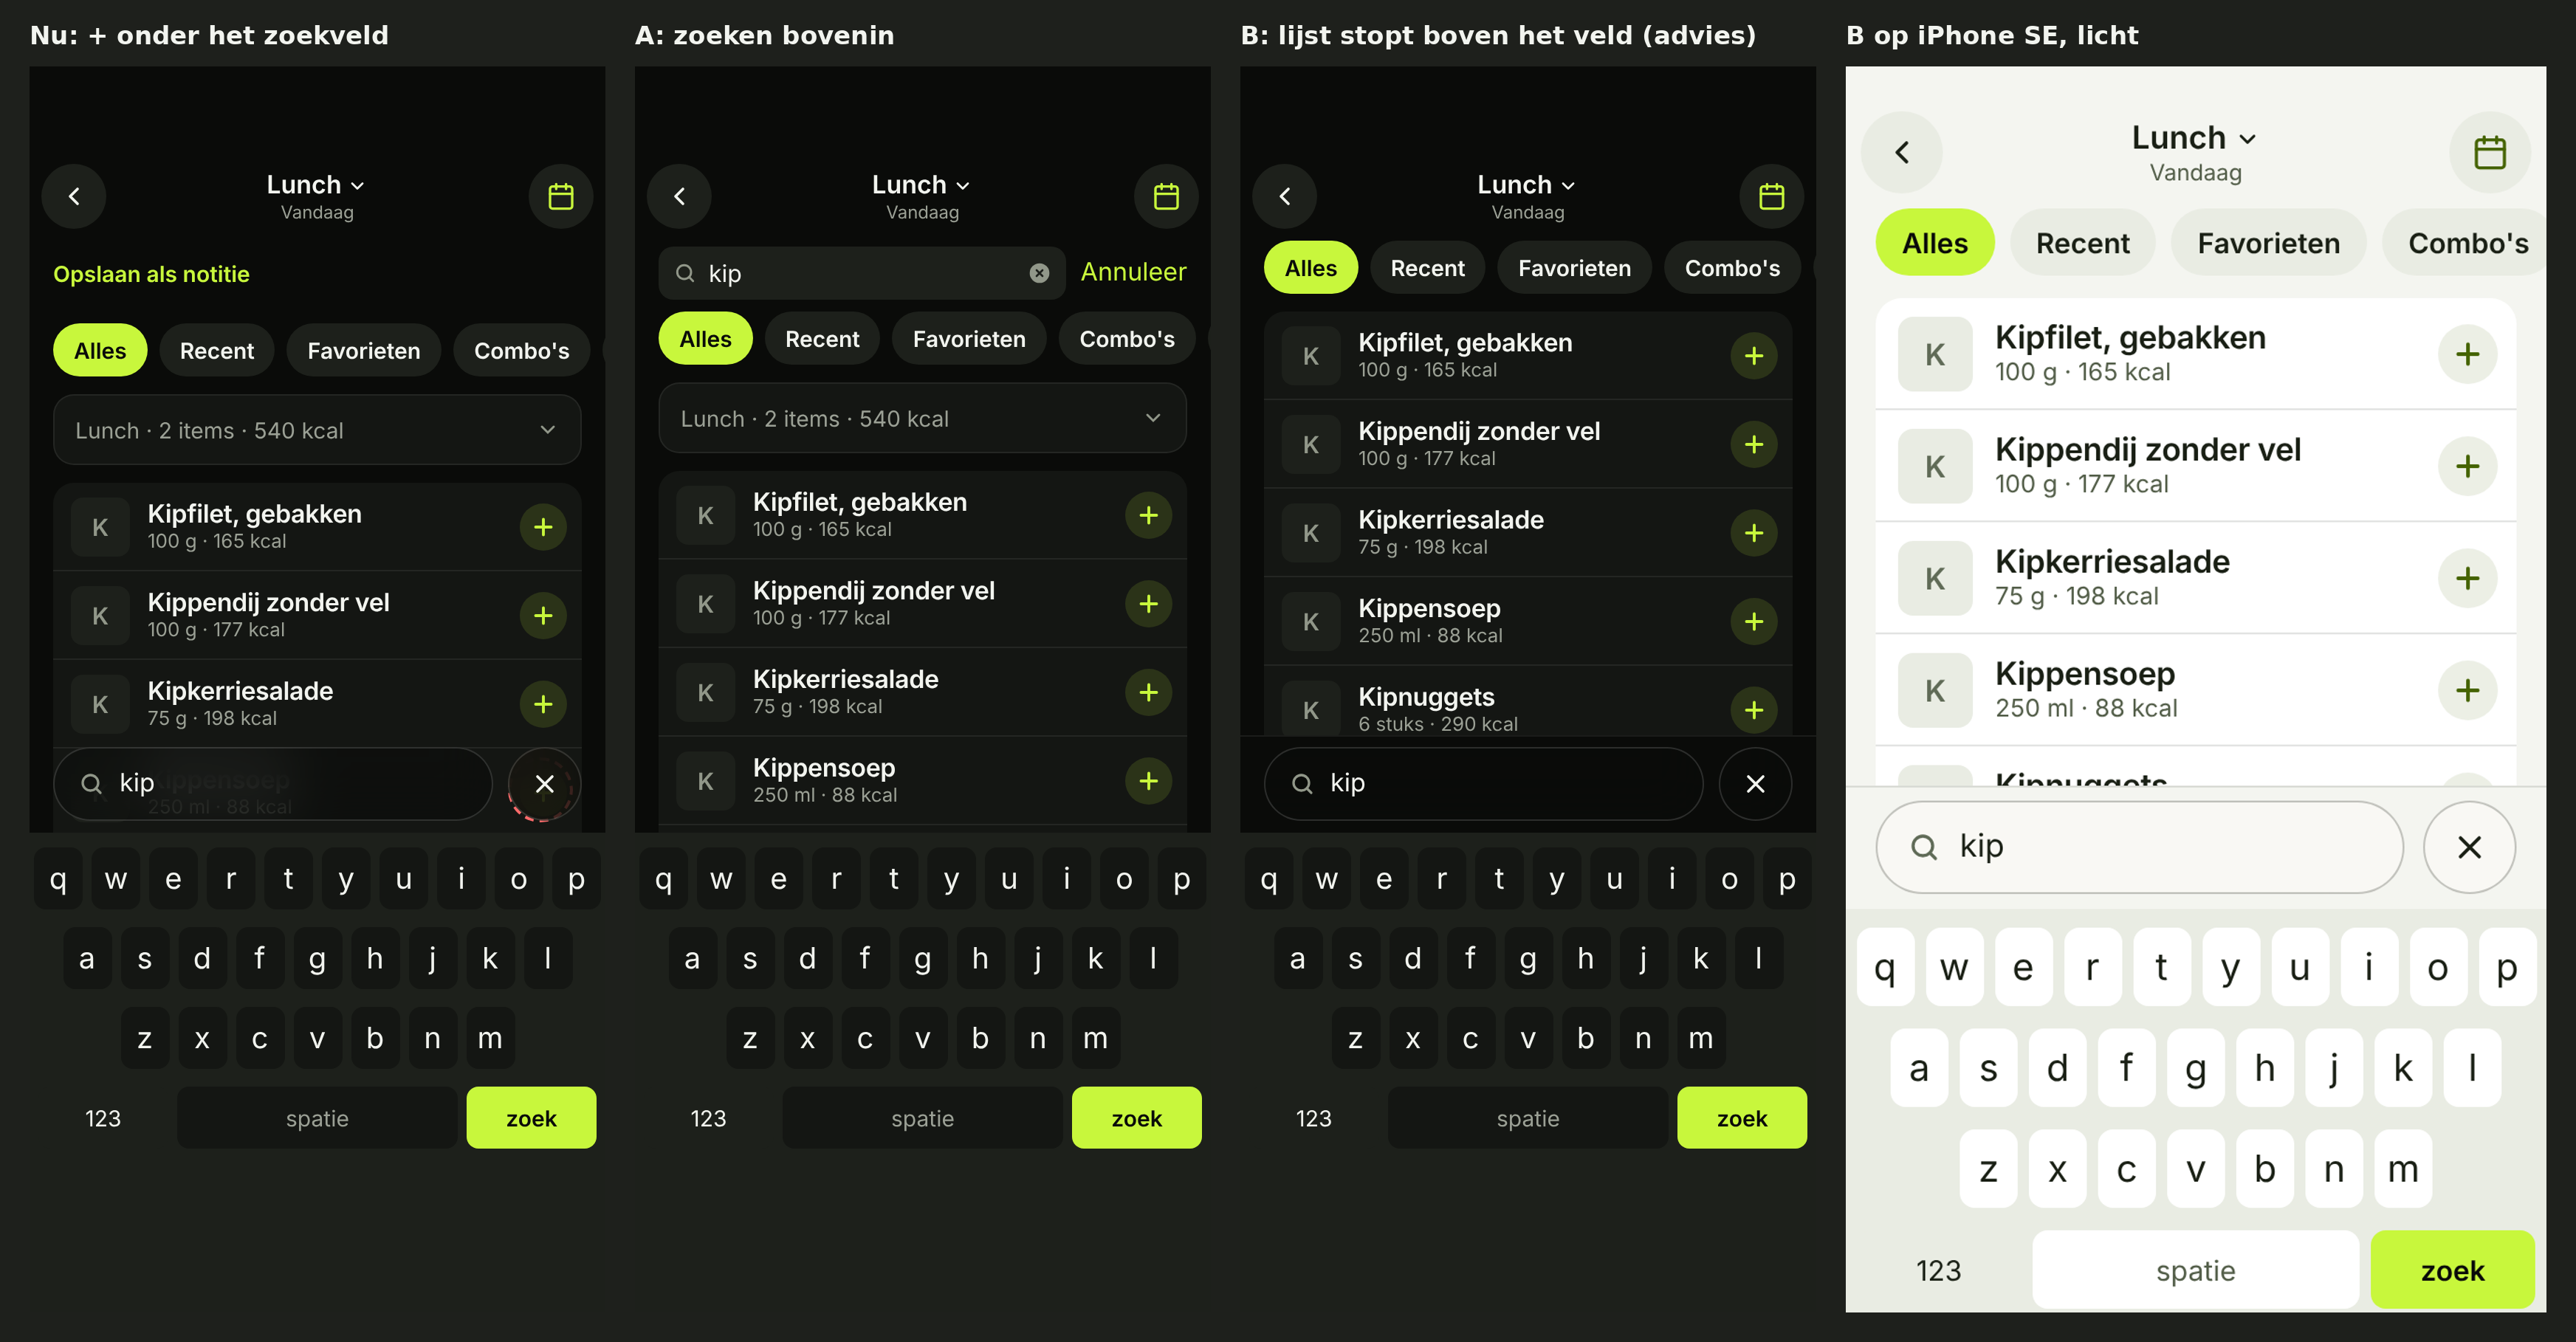 Nu: + onder het zoekveld
Lunch
Vandaag
Opslaan als notitie
Alles Recent Favorieten Combo's
Lunch · 2 items · 540 kcal
K Kipfilet, gebakken
100 g · 165 kcal
K Kippendij zonder vel
100 g · 177 kcal
K Kipkerriesalade
75 g · 198 kcal
kip Kippensoep
250 ml · 88 kcal
q w e r t y u i o p
a s d f g h j k l
z x c v b n m
123 spatie zoek
A: zoeken bovenin
Lunch
Vandaag
kip Annuleer
Alles Recent Favorieten Combo's
Lunch · 2 items · 540 kcal
K Kipfilet, gebakken
100 g · 165 kcal
K Kippendij zonder vel
100 g · 177 kcal
K Kipkerriesalade
75 g · 198 kcal
K Kippensoep
250 ml · 88 kcal
q w e r t y u i o p
a s d f g h j k l
z x c v b n m
123 spatie zoek
B: lijst stopt boven het veld (advies)
Lunch
Vandaag
Alles Recent Favorieten Combo's
K Kipfilet, gebakken
100 g · 165 kcal
K Kippendij zonder vel
100 g · 177 kcal
K Kipkerriesalade
75 g · 198 kcal
K Kippensoep
250 ml · 88 kcal
K Kipnuggets
6 stuks · 290 kcal
kip
q w e r t y u i o p
a s d f g h j k l
z x c v b n m
123 spatie zoek
B op iPhone SE, licht
Lunch
Vandaag
Alles Recent Favorieten Combo's
K Kipfilet, gebakken
100 g · 165 kcal
K Kippendij zonder vel
100 g · 177 kcal
K Kipkerriesalade
75 g · 198 kcal
K Kippensoep
250 ml · 88 kcal
Kipnuggets
kip
q w e r t y u i o p
a s d f g h j k l
z x c v b n m
123 spatie zoek